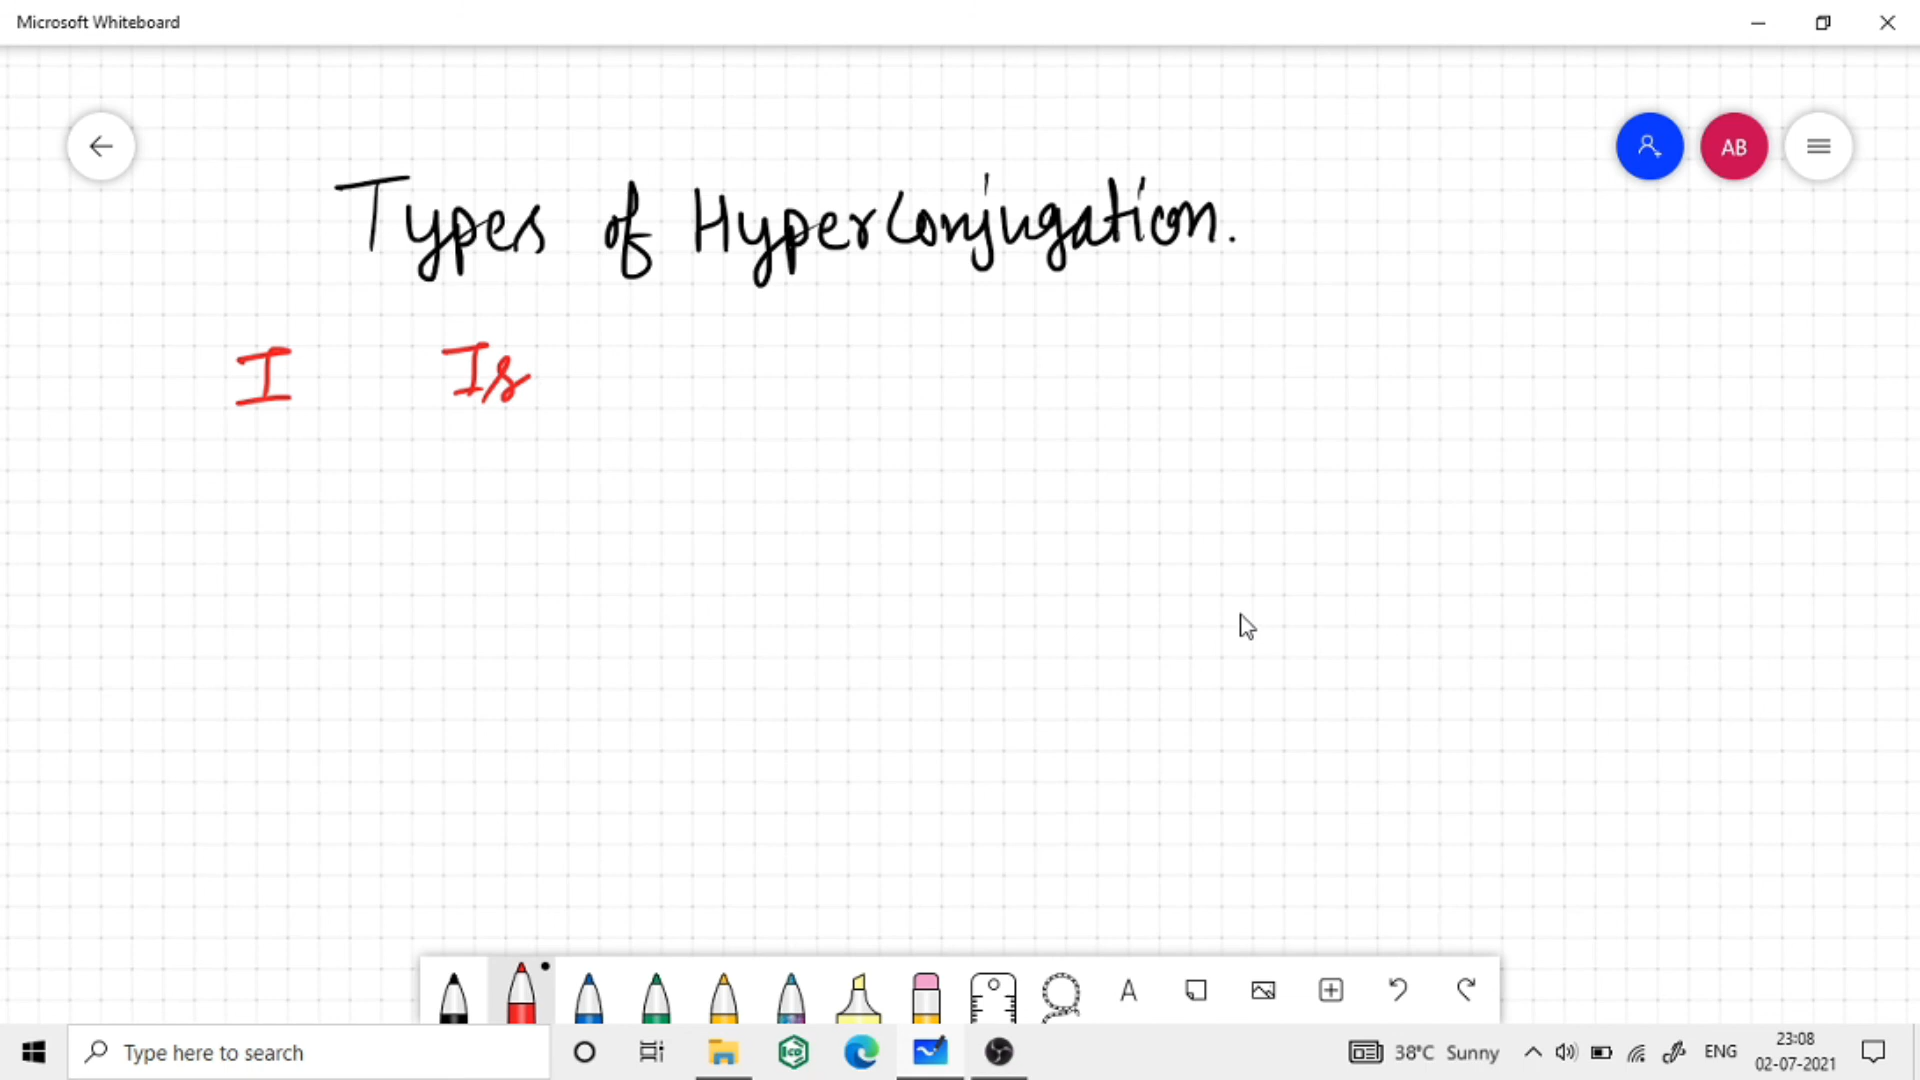 Microsoft Whiteboard
AB
Types of Hyperconjugation.
I Is
A
Type here to search
38°C Sunny
ENG
23:08
02-07-2021